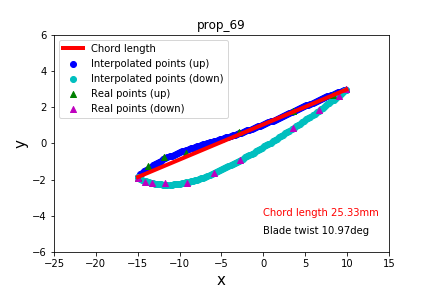 prop_69
Chord length
Interpolated points (up)
Interpolated points (down)
Real points (up)
Real points (down)
6
4
2
0
−2
−4
−6
y
Chord length 25.33mm
Blade twist 10.97deg
−25 −20 −15 −10 −5 0 5 10 15
x